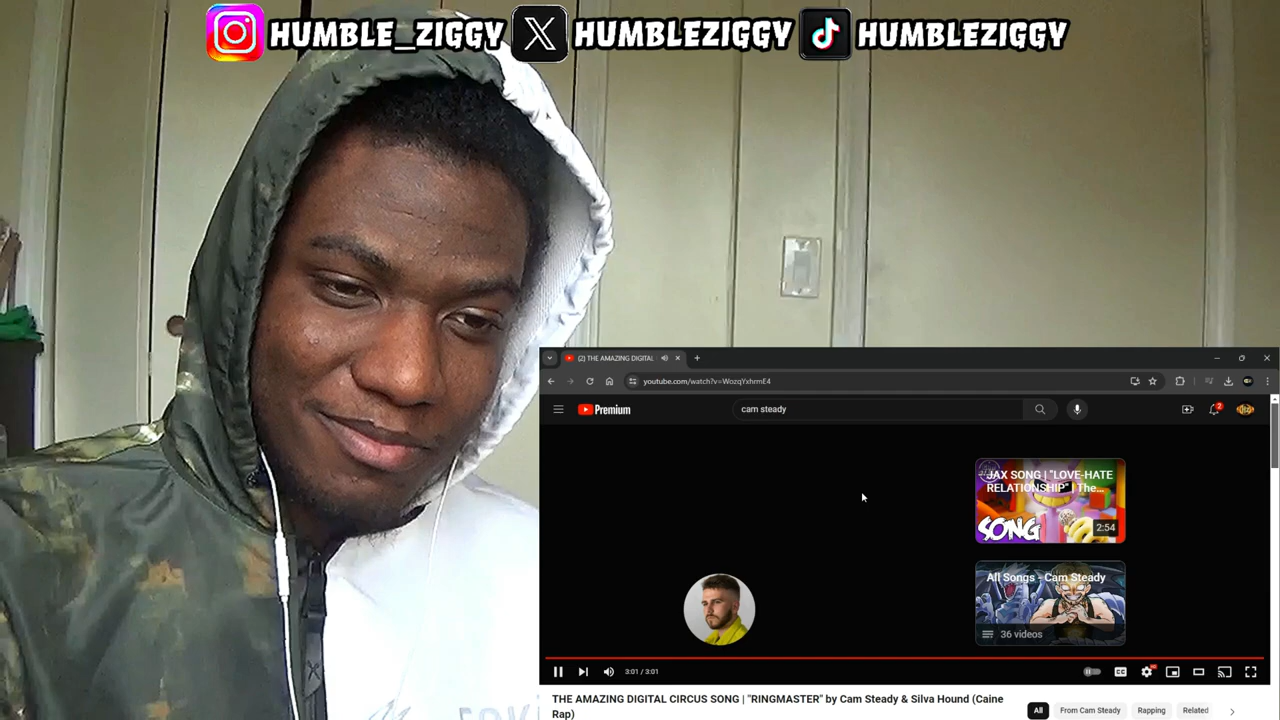 HUMBLE_ZIGGY HUMBLEZIGGY HUMBLEZIGGY
(2) THE AMAZING DIGITAL
youtube.com/watch?v=WozqYxhrmE4
Premium
cam steady
2
JAX SONG | "LOVE-HATE
RELATIONSHIP" | The...
SONG
2:54
All Songs - Cam Steady
36 videos
3:01 / 3:01
THE AMAZING DIGITAL CIRCUS SONG | "RINGMASTER" by Cam Steady & Silva Hound (Caine
Rap)
All From Cam Steady Rapping Related